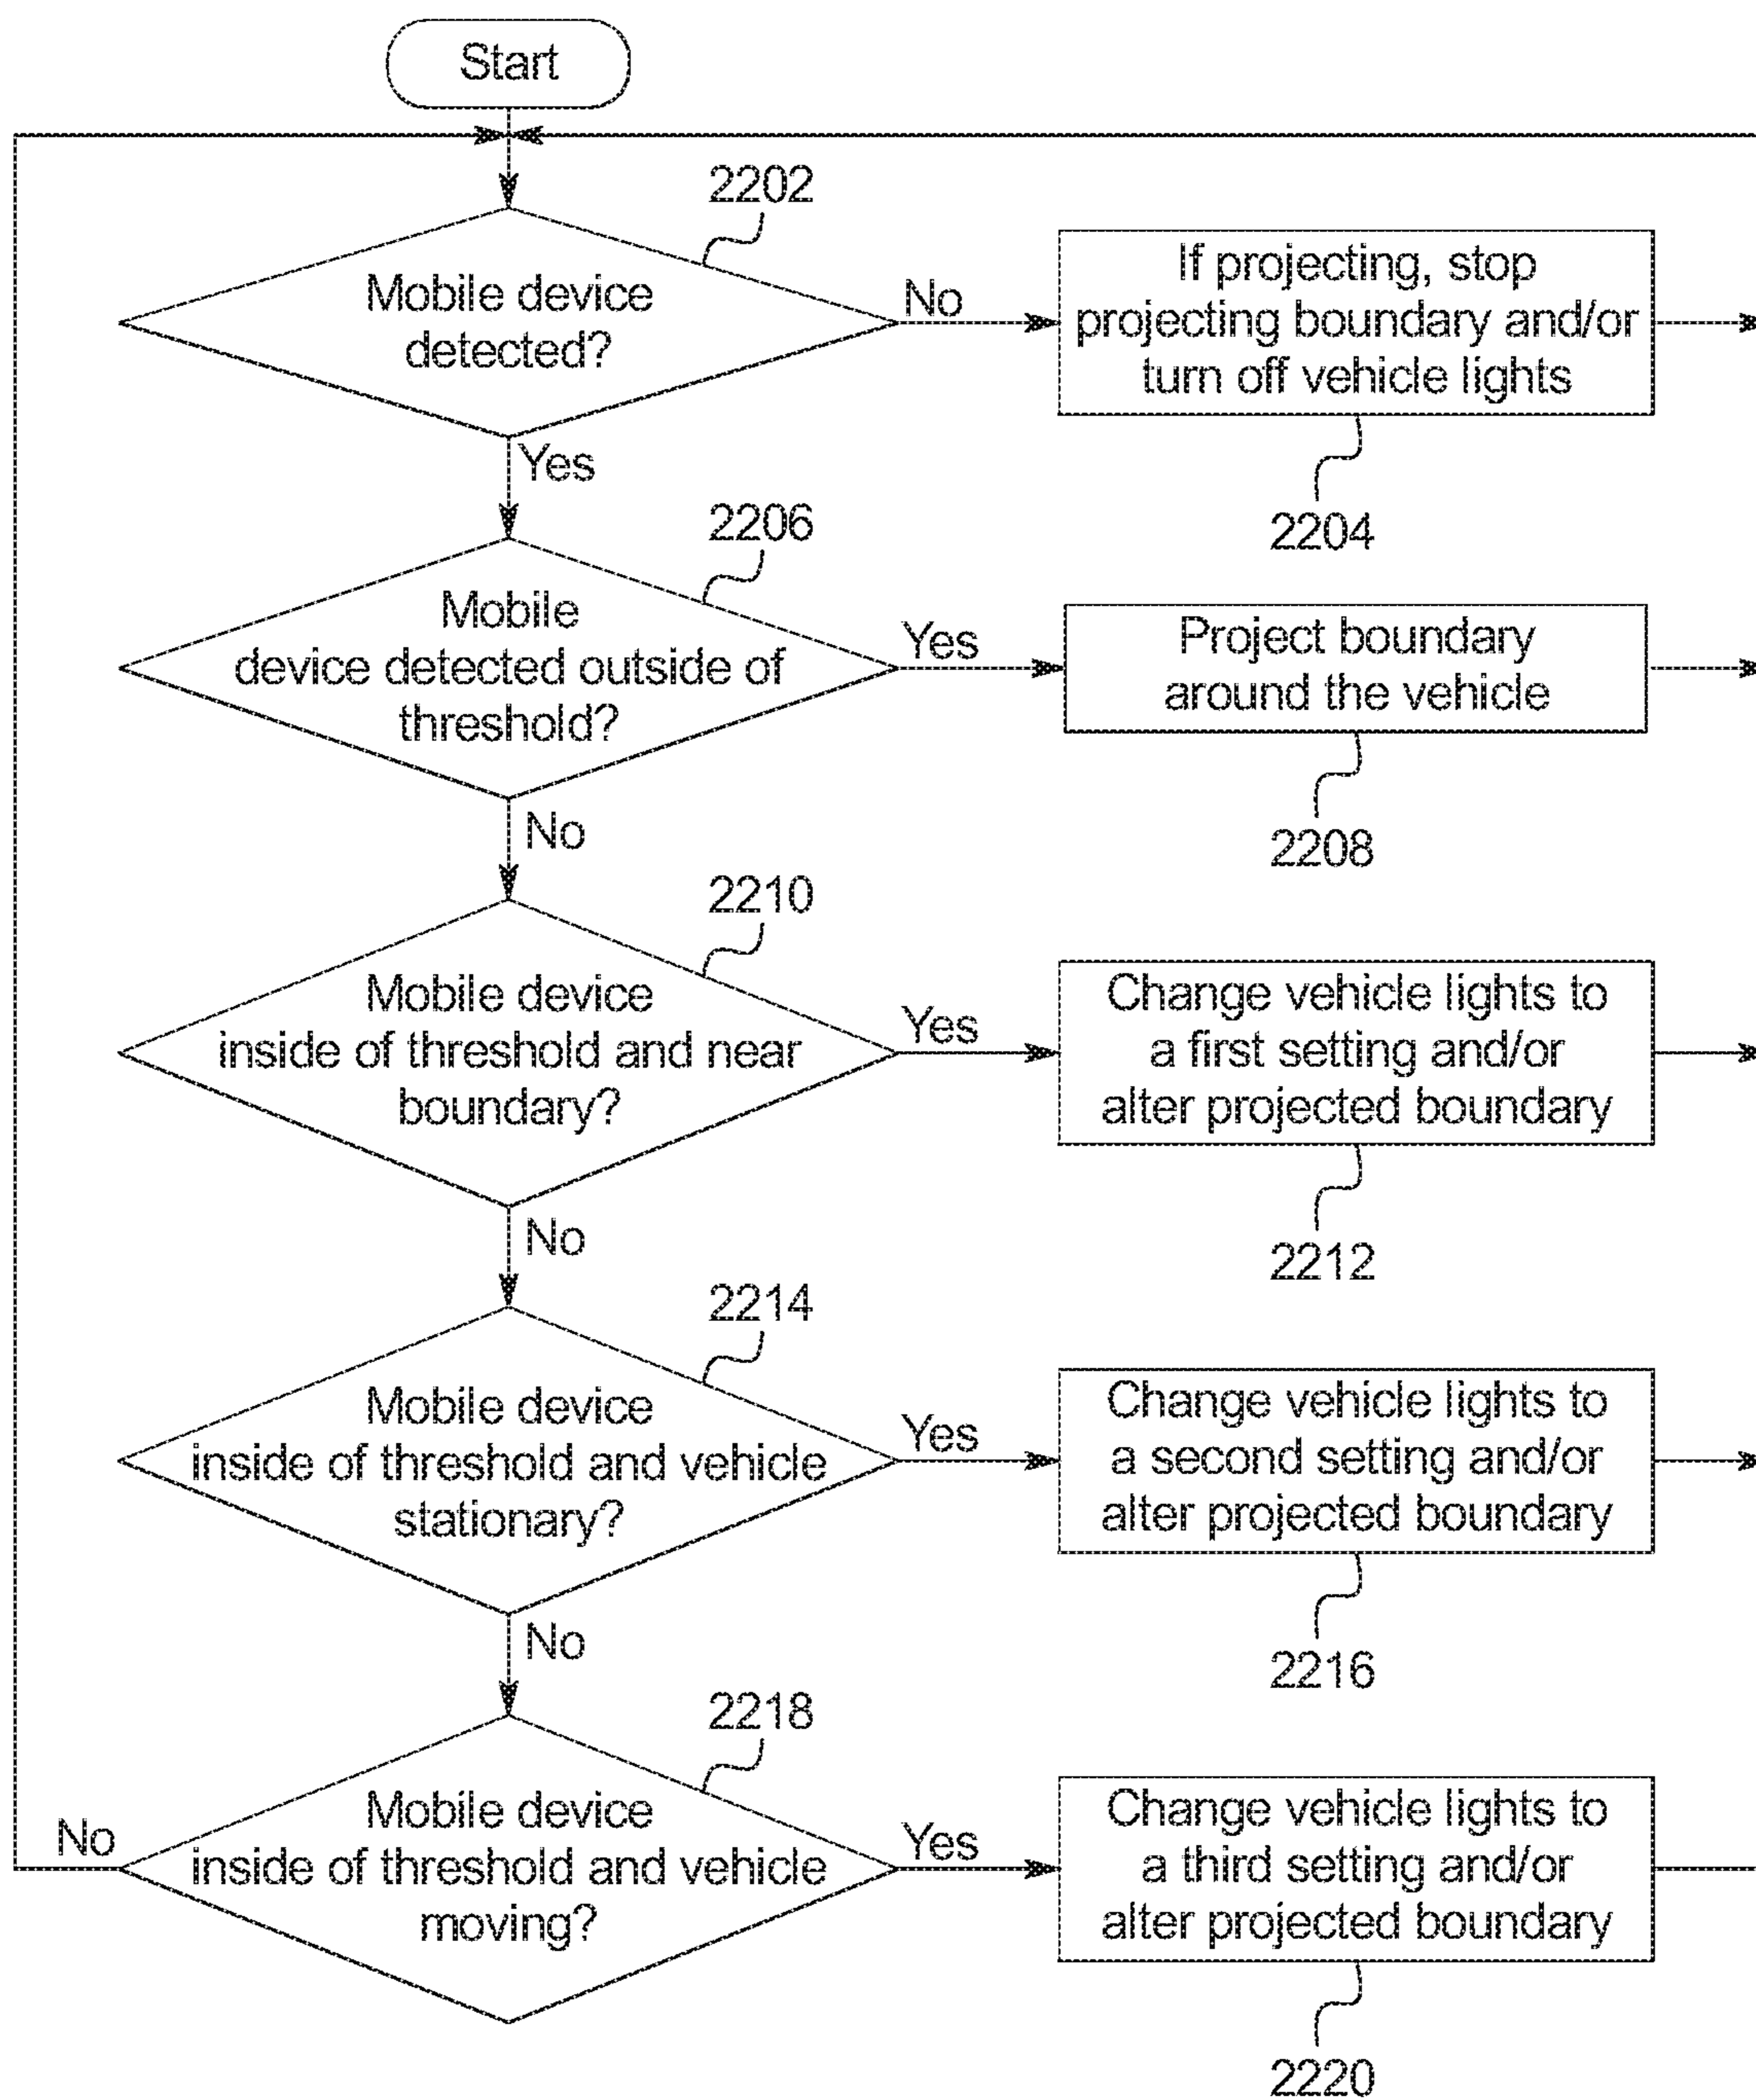 Start
2202
Mobile device
detected?
No
If projecting, stop
projecting boundary and/or
turn off vehicle lights
2204
Yes
2206
Mobile
device detected outside of
threshold?
Yes
Project boundary
around the vehicle
2208
No
2210
Mobile device
inside of threshold and near
boundary?
Yes
Change vehicle lights to
a first setting and/or
alter projected boundary
2212
No
2214
Mobile device
inside of threshold and vehicle
stationary?
Yes
Change vehicle lights to
a second setting and/or
alter projected boundary
2216
No
2218
Mobile device
inside of threshold and vehicle
moving?
No
Yes
Change vehicle lights to
a third setting and/or
alter projected boundary
2220